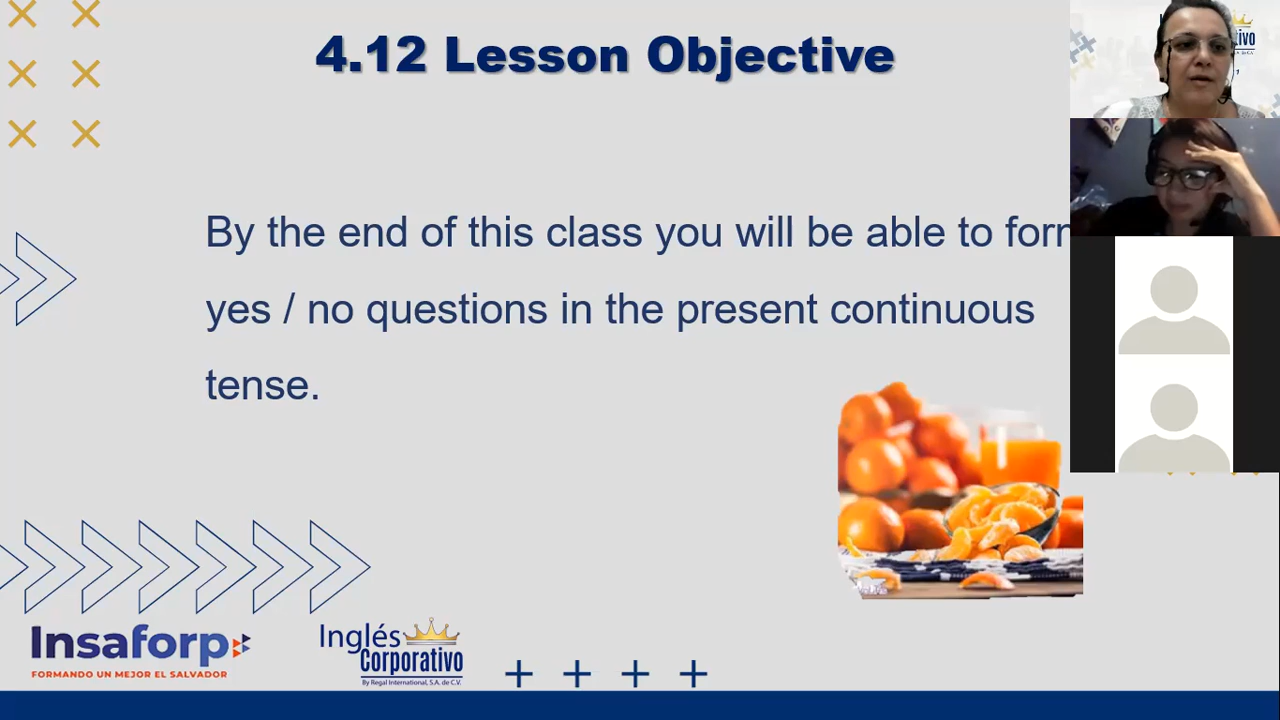 4.12 Lesson Objective
By the end of this class you will be able to
yes / no questions in the present continuous
tense.
Insaforp
FORMANDO UN MEJOR EL SALVADOR
Inglés
Corporativo
By Regal International, S.A. de C.V.